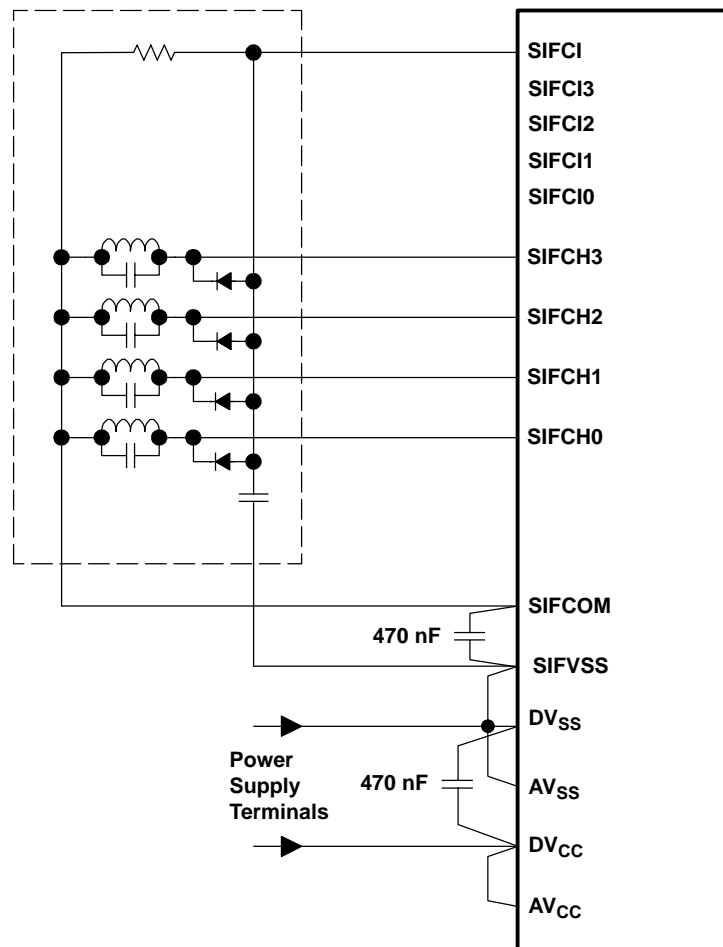 SIFCI
SIFCI3
SIFCI2
SIFCI1
SIFCI0
SIFCH3
SIFCH2
SIFCH1
SIFCH0
SIFCOM
470 nF
SIFVSS
DVSS
Power
Supply
Terminals
470 nF
AVSS
DVCC
AVCC